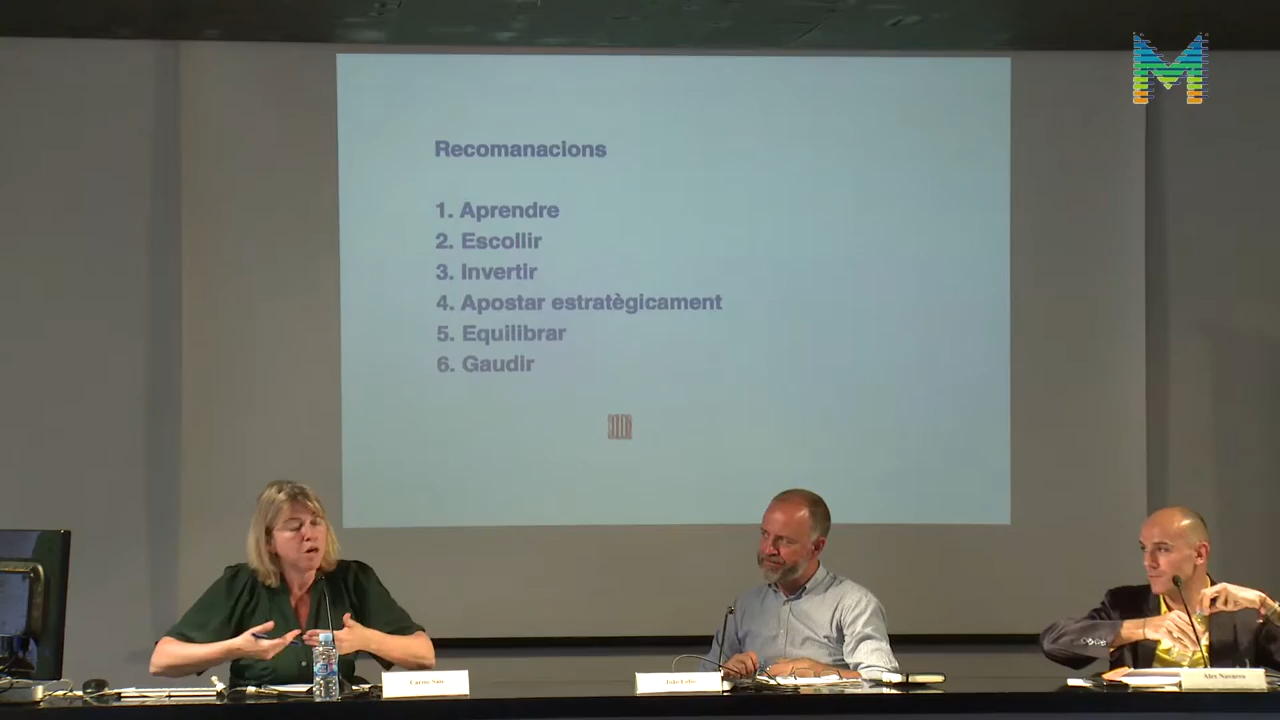 Recomanacions
1. Aprendre
2. Escollir
3. Invertir
4. Apostar estratègicament
5. Equilibrar
6. Gaudir
M
Alex Navarro